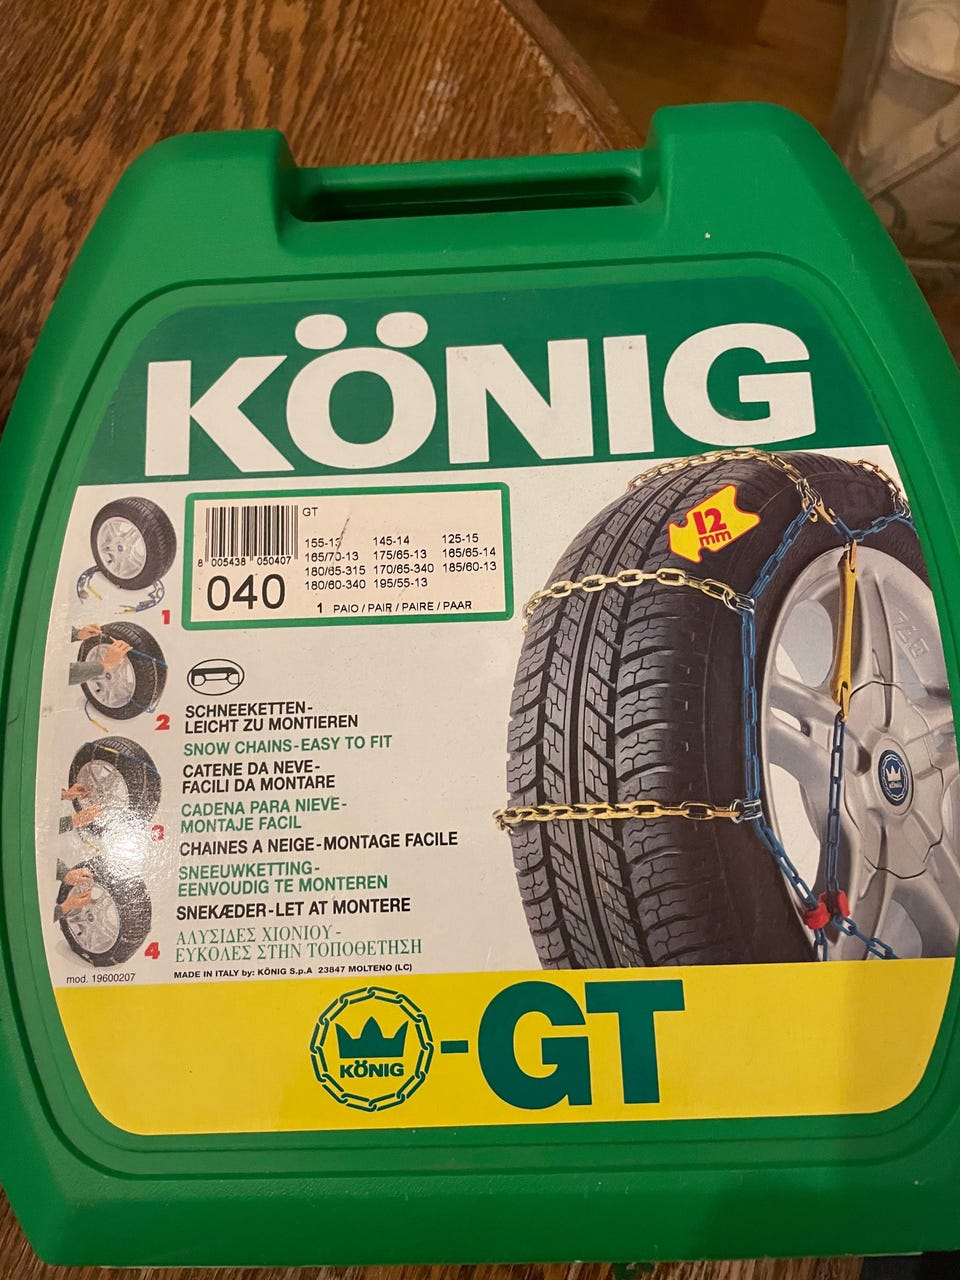 KÖNIG
GT
155-13 145-14 125-15
165/70-13 175/65-13 165/65-14
180/65-315 170/65-340 185/60-13
180/60-340 195/55-13
8 005438 050407
040
1 PAIO / PAIR / PAIRE / PAAR
12
mm
1
2
3
4
SCHNEEKETTEN-
LEICHT ZU MONTIEREN
SNOW CHAINS-EASY TO FIT
CATENE DA NEVE-
FACILI DA MONTARE
CADENA PARA NIEVE-
MONTAJE FACIL
CHAINES A NEIGE-MONTAGE FACILE
SNEEUWKETTING-
EENVOUDIG TE MONTEREN
SNEKÆDER-LET AT MONTERE
ΑΛΥΣΙΔΕΣ ΧΙΟΝΙΟΥ-
ΕΥΚΟΛΕΣ ΣΤΗΝ ΤΟΠΟΘΕΤΗΣΗ
mod. 19600207
MADE IN ITALY by: KÖNIG S.p.A 23847 MOLTENO (LC)
KÖNIG
KÖNIG
-GT